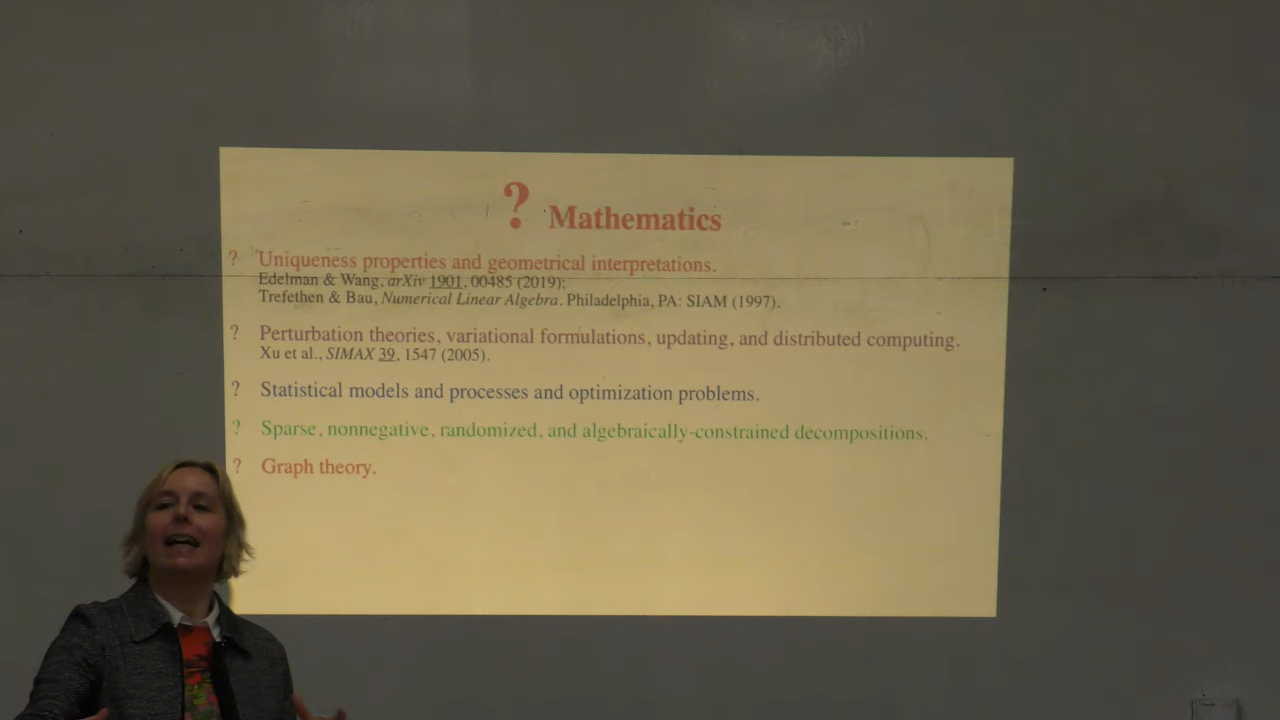 ? Mathematics
? Uniqueness properties and geometrical interpretations.
Edelman & Wang, arXiv 1901, 00485 (2019);
Trefethen & Bau, Numerical Linear Algebra. Philadelphia, PA: SIAM (1997).
? Perturbation theories, variational formulations, updating, and distributed computing.
Xu et al., SIMAX 39, 1547 (2005).
? Statistical models and processes and optimization problems.
? Sparse, nonnegative, randomized, and algebraically-constrained decompositions.
? Graph theory.